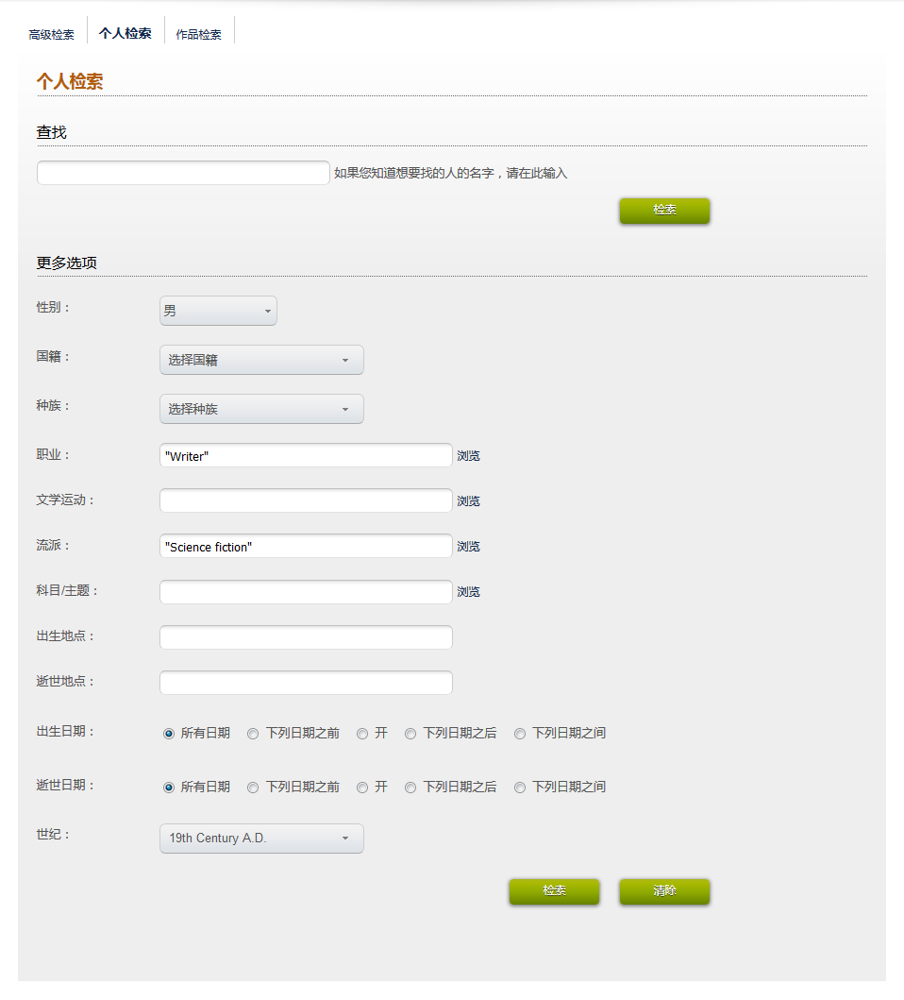 高级检索 个人检索 作品检索
个人检索
查找
如果您知道想要找的人的名字，请在此输入
检索
更多选项
性别： 男
国籍： 选择国籍
种族： 选择种族
职业： "Writer" 浏览
文学运动： 浏览
流派： "Science fiction" 浏览
科目/主题： 浏览
出生地点：
逝世地点：
出生日期： 所有日期 下列日期之前 开 下列日期之后 下列日期之间
逝世日期： 所有日期 下列日期之前 开 下列日期之后 下列日期之间
世纪： 19th Century A.D.
检索 清除